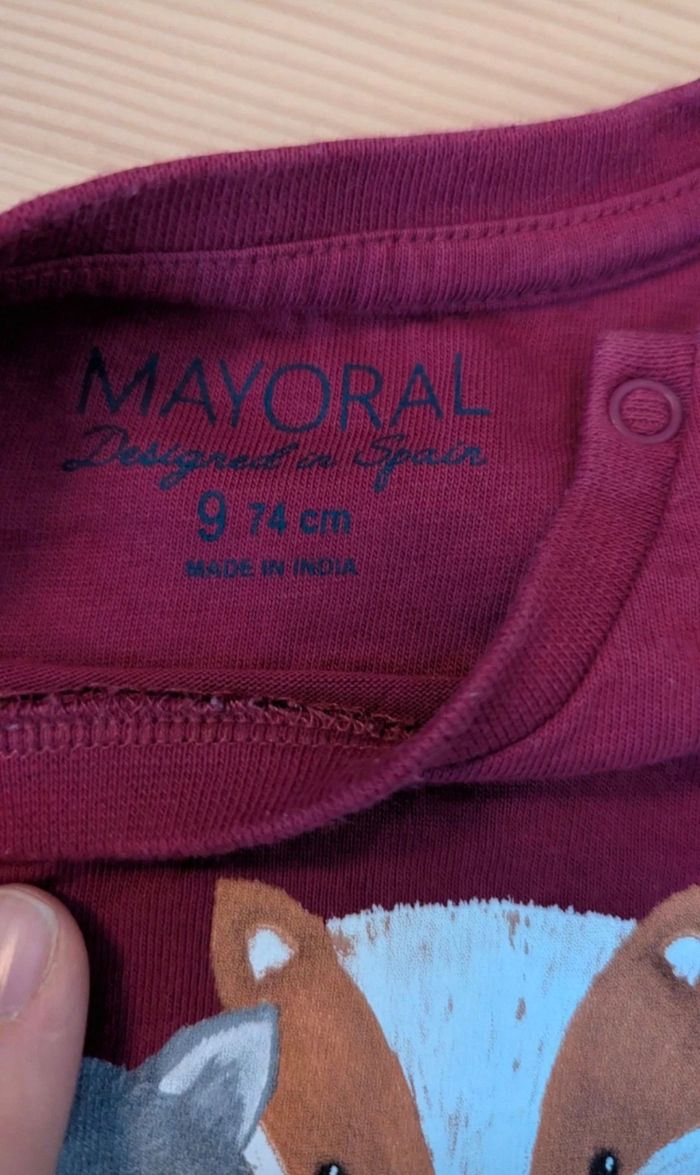 MAYORAL
Designed in Spain
9 74 cm
MADE IN INDIA